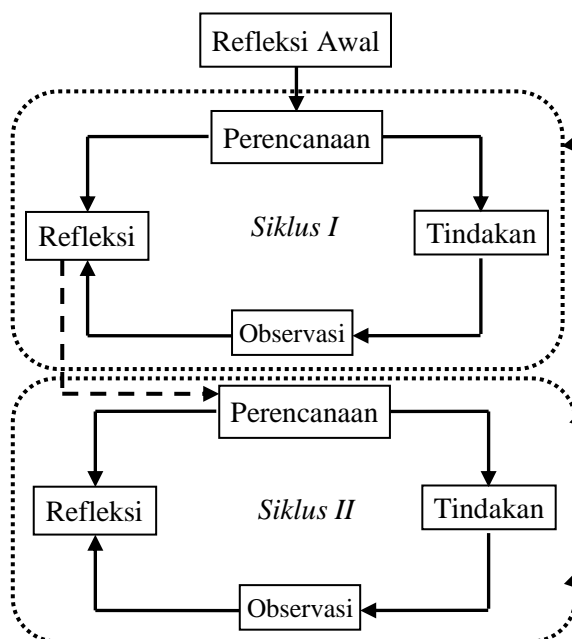 Refleksi Awal
Perencanaan
Refleksi
Siklus I
Tindakan
Observasi
Perencanaan
Refleksi
Siklus II
Tindakan
Observasi